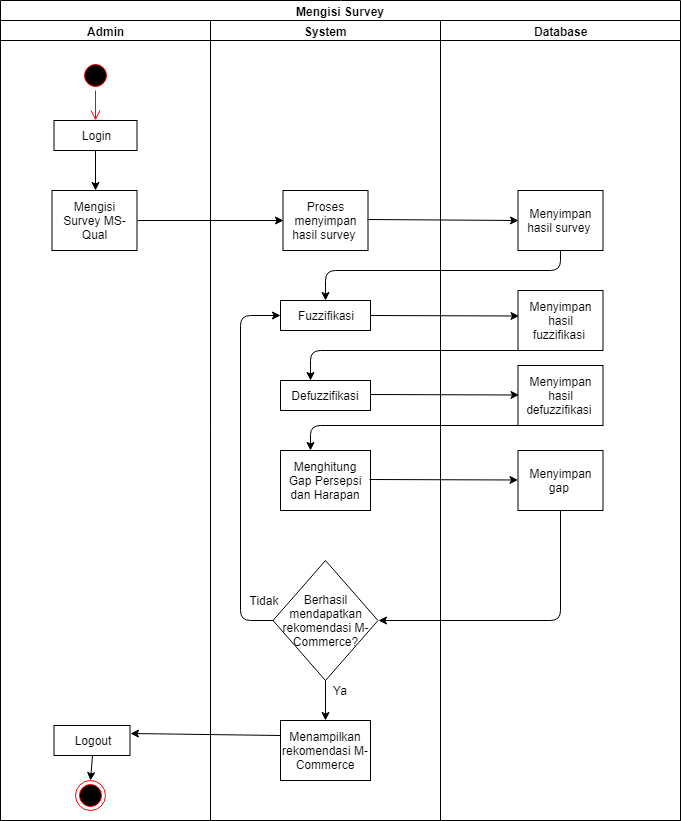 Mengisi Survey
Admin
System
Database
Login
Mengisi
Survey MS-
Qual
Proses
menyimpan
hasil survey
Menyimpan
hasil survey
Fuzzifikasi
Menyimpan
hasil
fuzzifikasi
Defuzzifikasi
Menyimpan
hasil
defuzzifikasi
Menghitung
Gap Persepsi
dan Harapan
Menyimpan
gap
Tidak
Berhasil
mendapatkan
rekomendasi M-
Commerce?
Ya
Menampilkan
rekomendasi M-
Commerce
Logout